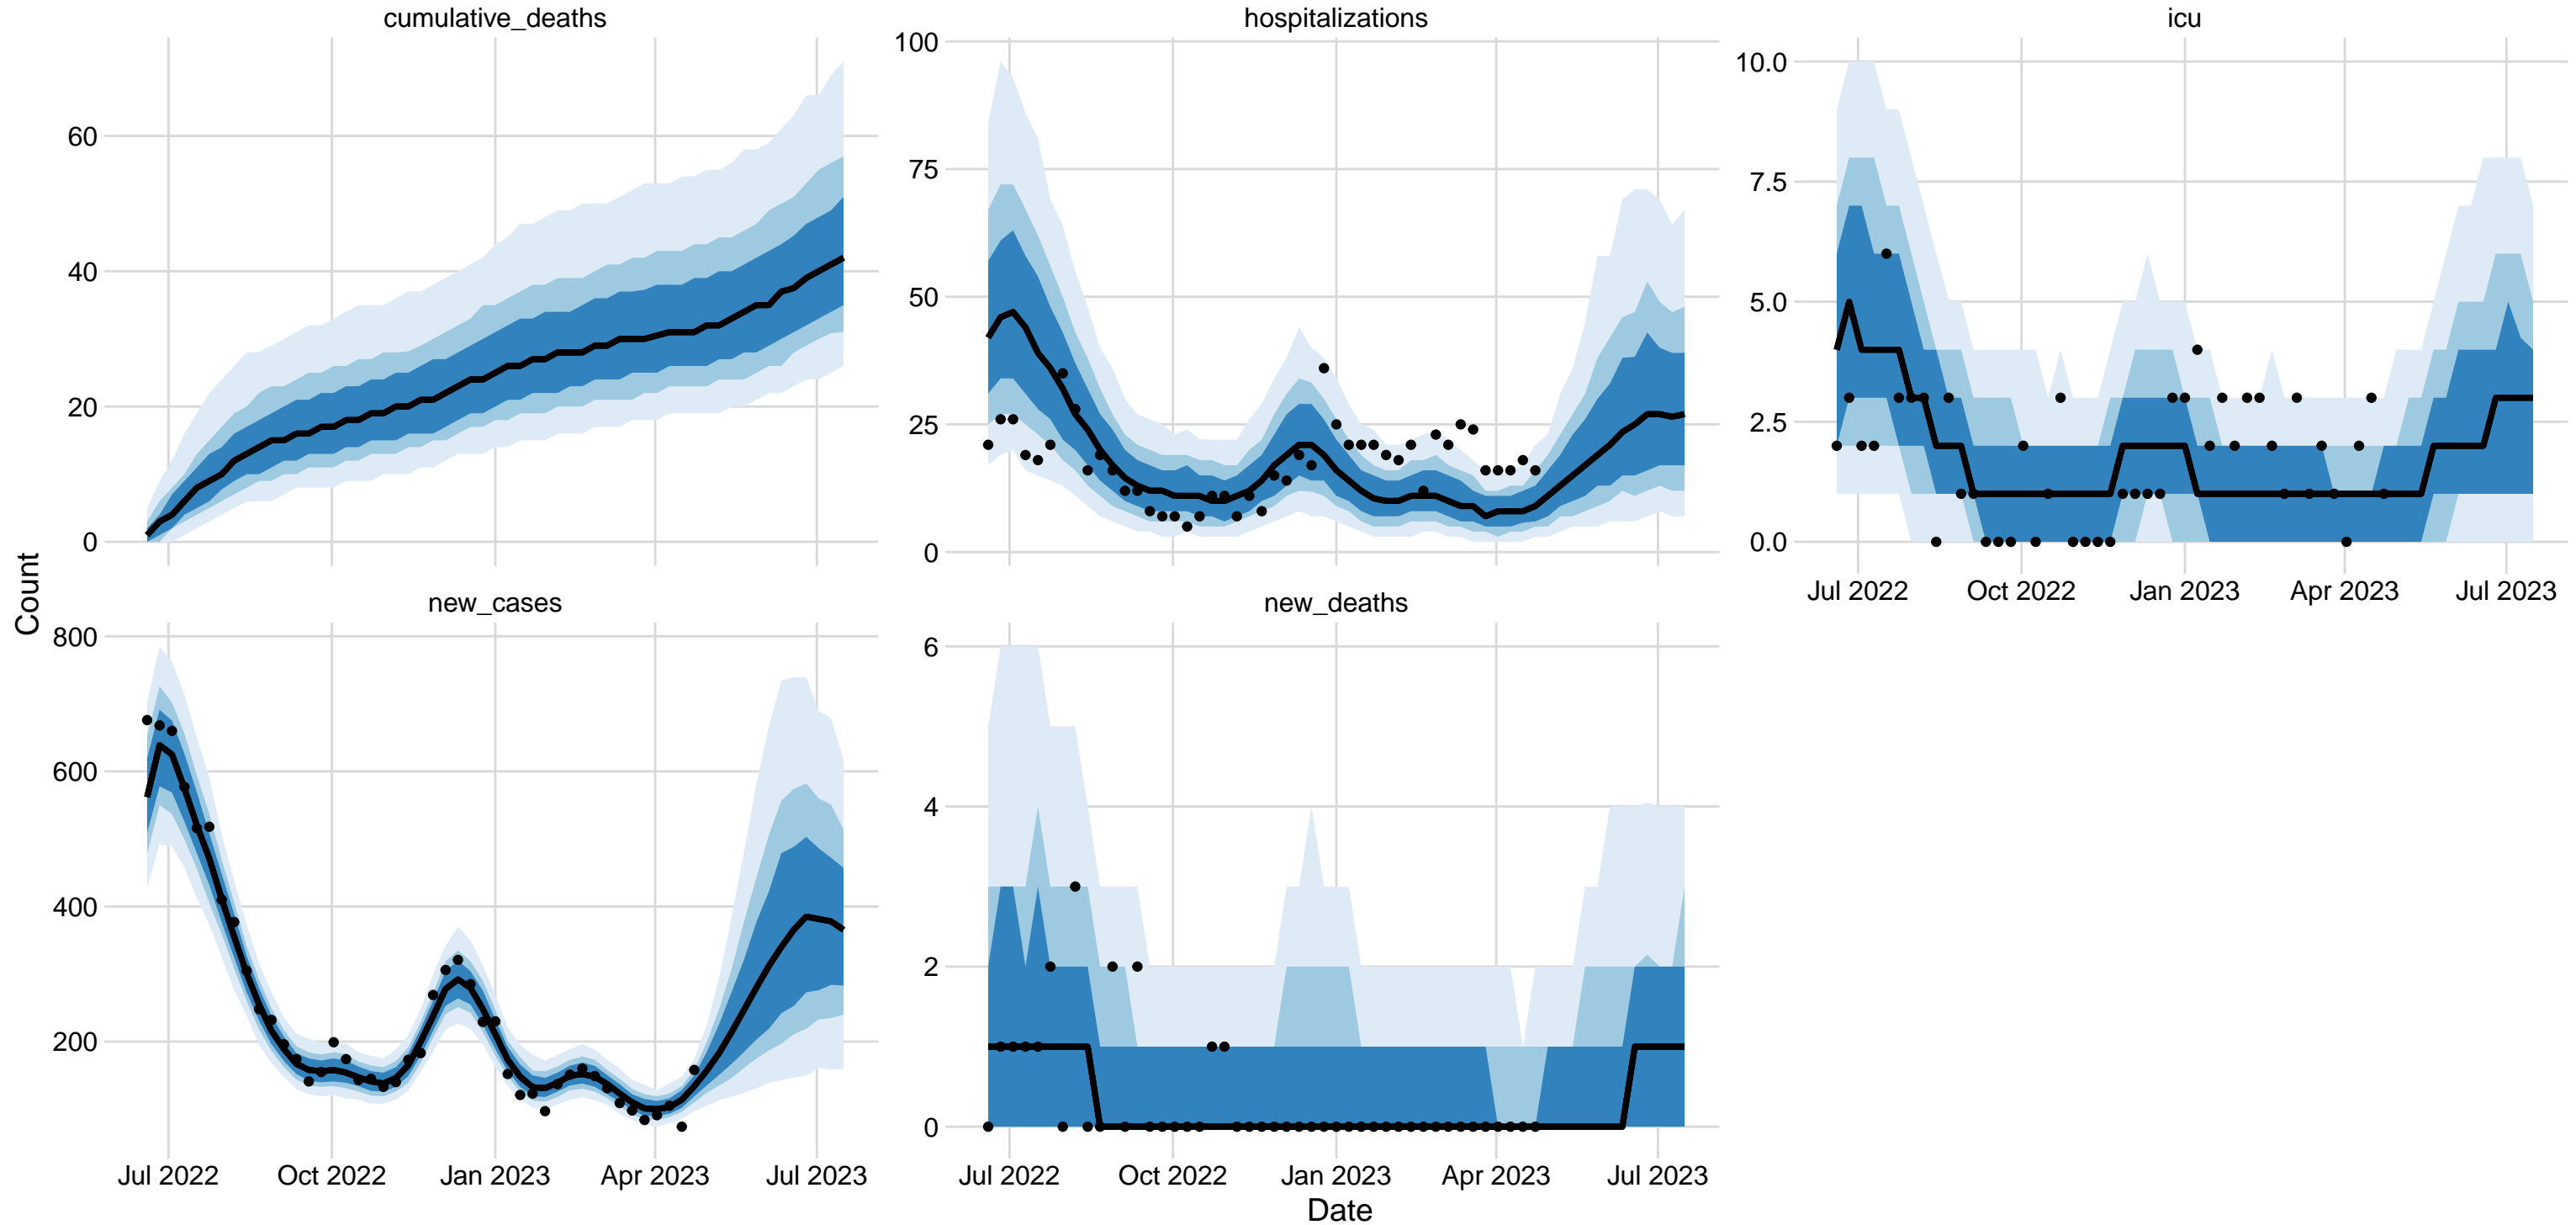 cumulative_deaths
hospitalizations
icu
60
40
20
0
100
75
50
25
0
10.0
7.5
5.0
2.5
0.0
Jul 2022 Oct 2022 Jan 2023 Apr 2023 Jul 2023
Count
new_cases
new_deaths
800
600
400
200
6
4
2
0
Jul 2022 Oct 2022 Jan 2023 Apr 2023 Jul 2023
Jul 2022 Oct 2022 Jan 2023 Apr 2023 Jul 2023
Date